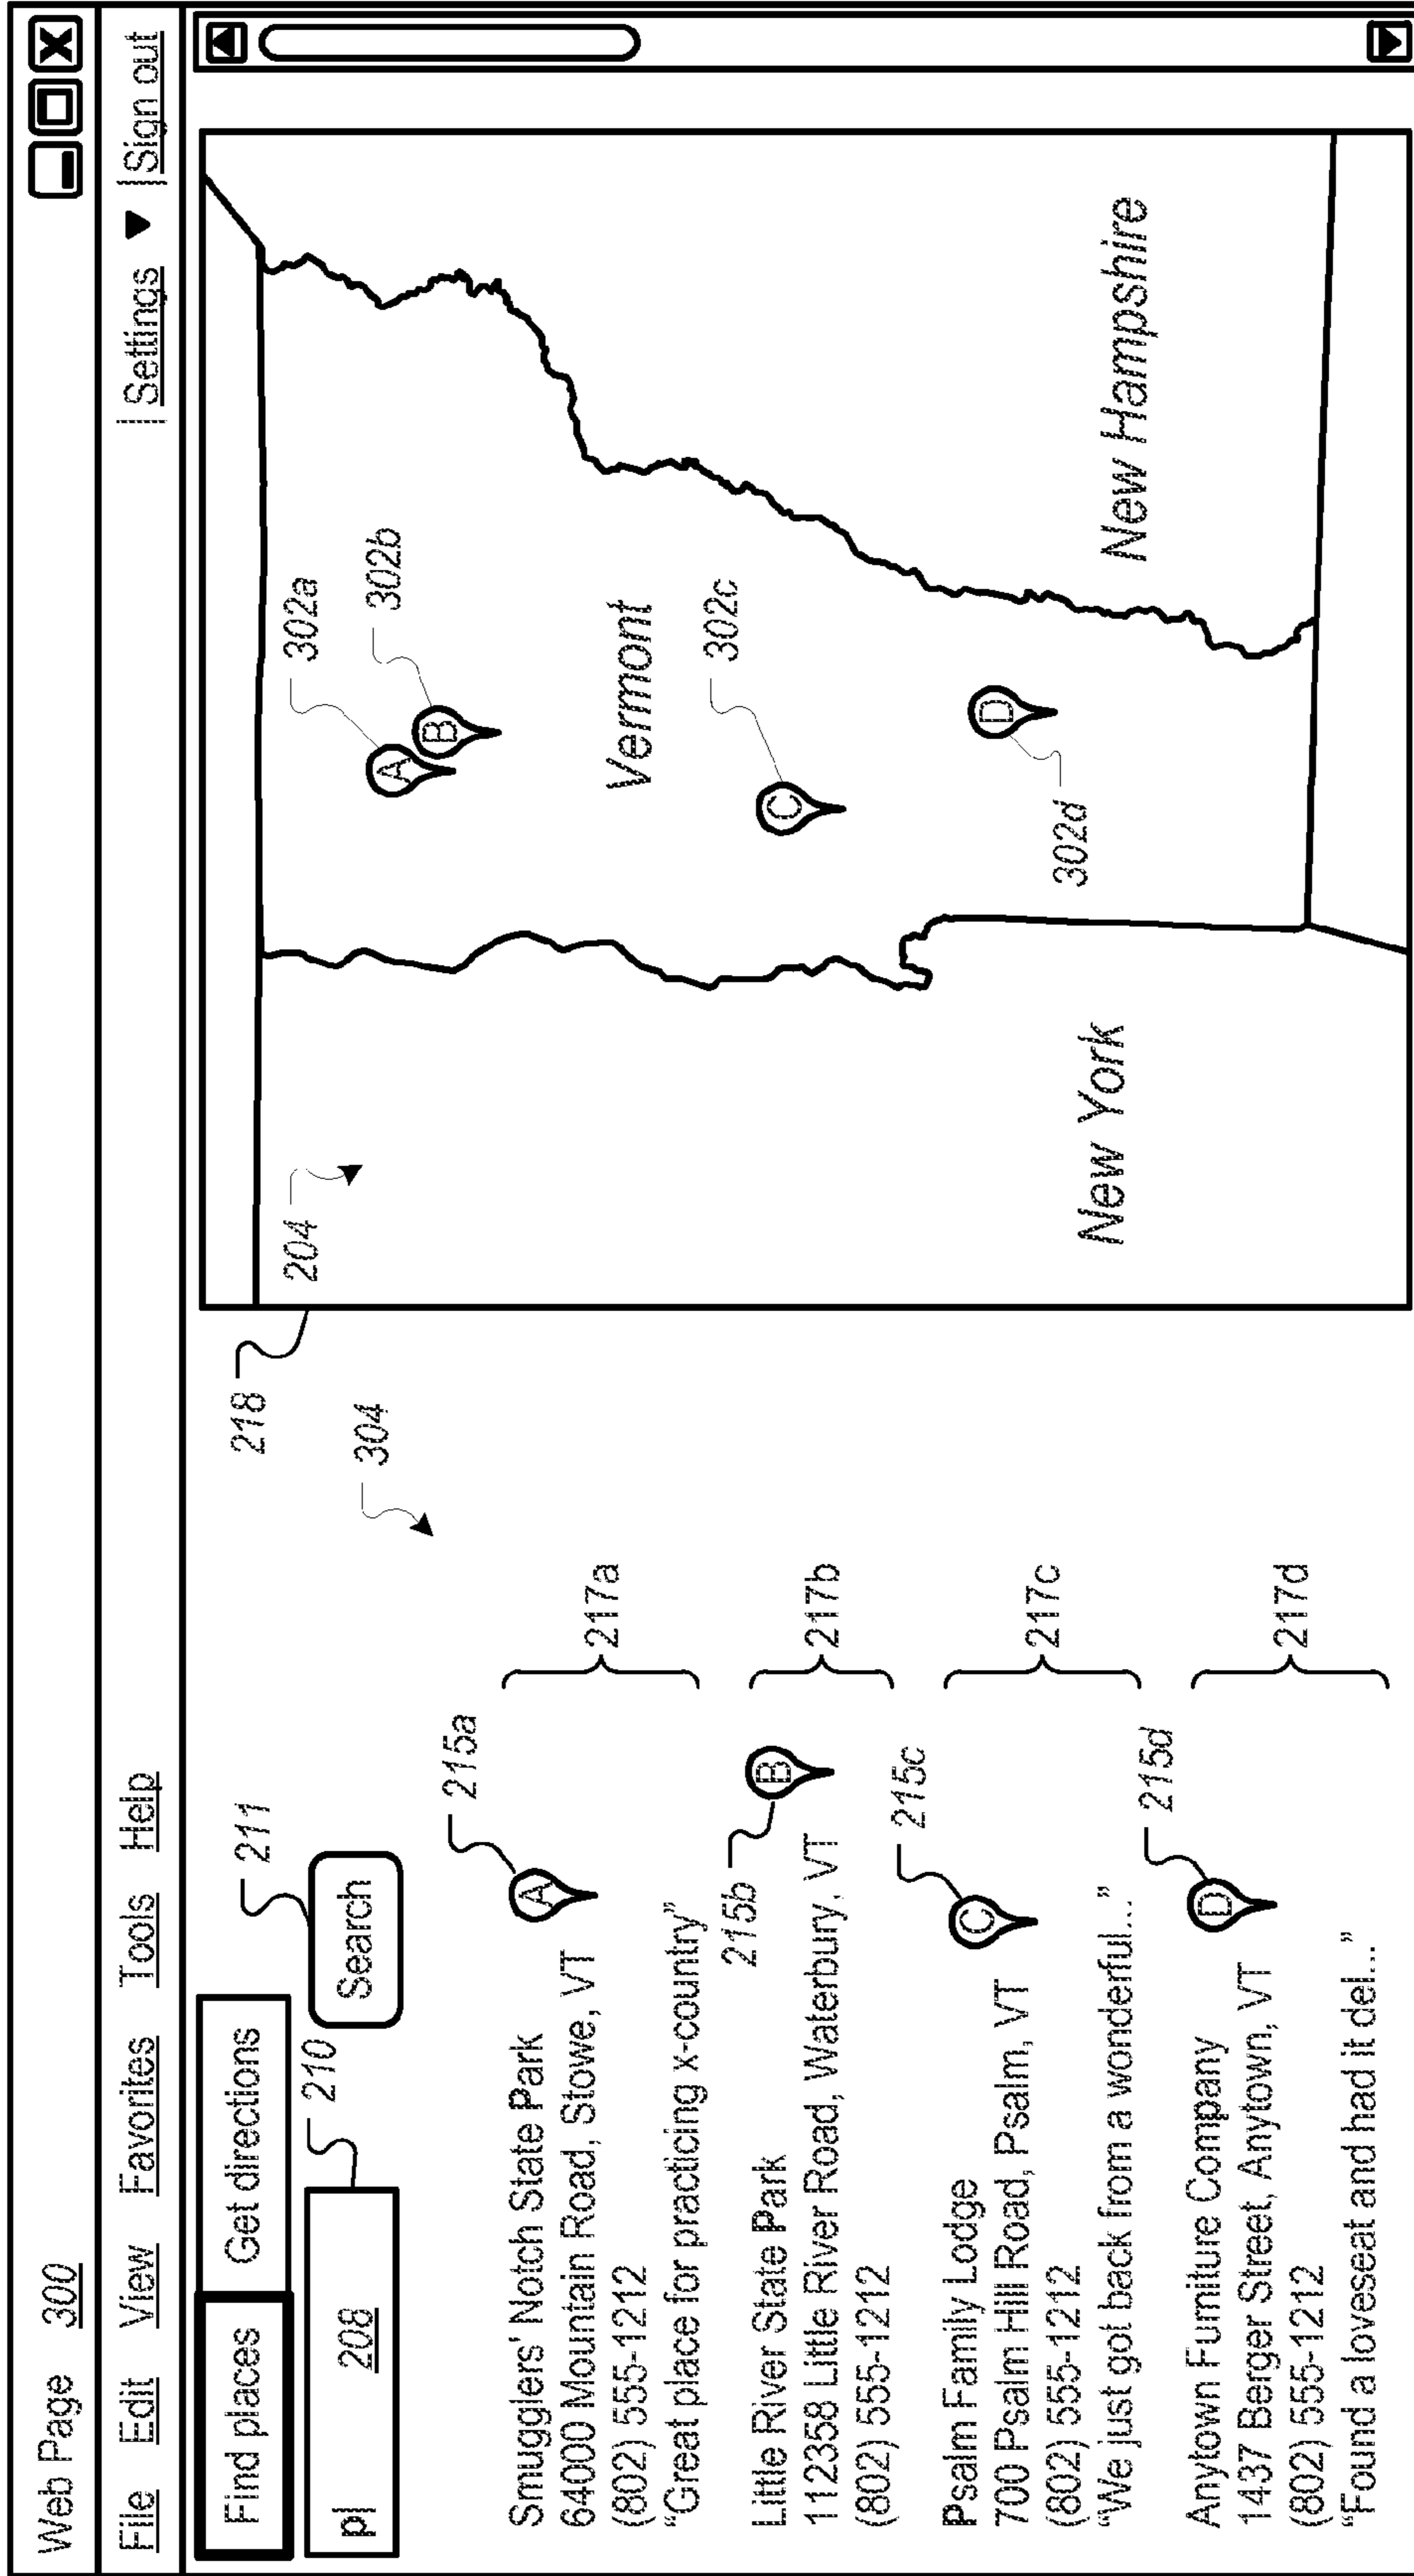 Web Page 300
File Edit View Favorites Tools Help | Settings ▼ | Sign out
Find places Get directions
211
p| 208
210
Search
218
304
204
215a
Smugglers' Notch State Park
64000 Mountain Road, Stowe, VT
A
(802) 555-1212
"Great place for practicing x-country"
217a
215b
Little River State Park
112358 Little River Road, Waterbury, VT
B
(802) 555-1212
217b
215c
Psalm Family Lodge
700 Psalm Hill Road, Psalm, VT
C
(802) 555-1212
"We just got back from a wonderful..."
217c
215d
Anytown Furniture Company
1437 Berger Street, Anytown, VT
D
(802) 555-1212
"Found a loveseat and had it del..."
217d
302a
A
302b
B
Vermont
302c
C
D
302d
New York
New Hampshire